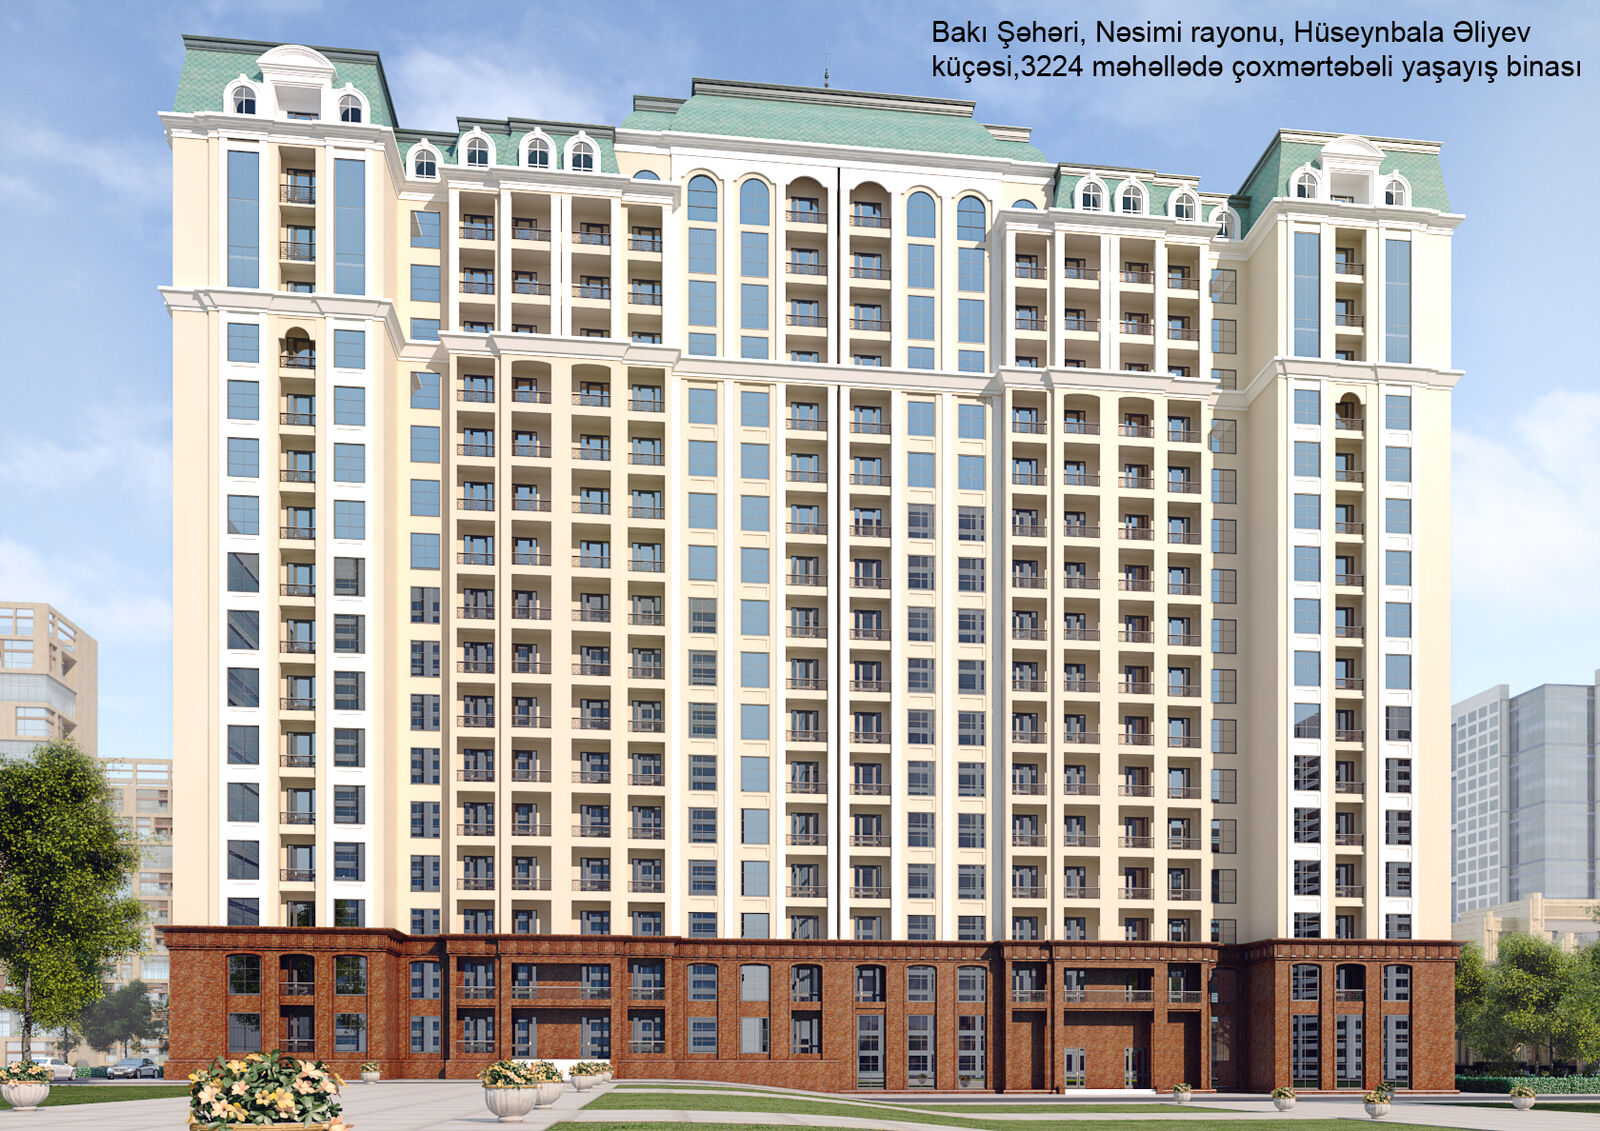 Bakı Şəhəri, Nəsimi rayonu, Hüseynbala Əliyev
küçəsi,3224 məhəllədə çoxmərtəbəli yaşayış binası